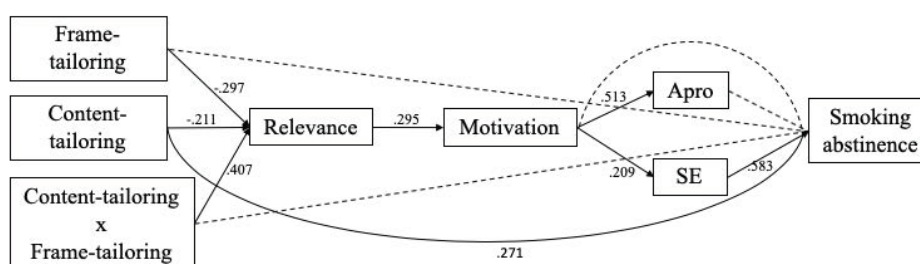 Frame-
tailoring
-.297
Content-
tailoring
-.211
Relevance
.295
Motivation
.513
Apro
Smoking
abstinence
.407
.209
SE
.583
Content-tailoring
x
Frame-tailoring
.271